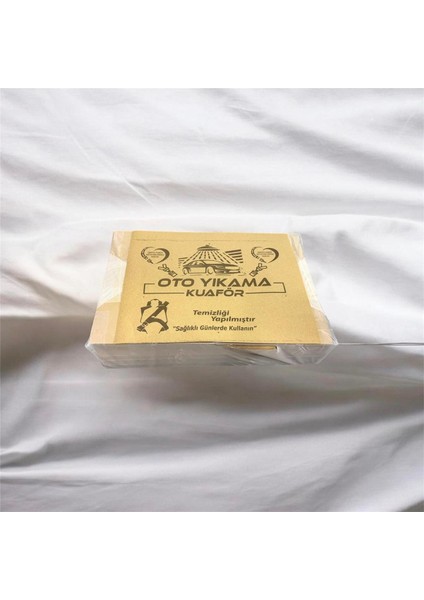 OTO YIKAMA
KUAFÖR
Temizliği
Yapılmıştır
"Sağlıklı Günlerde Kullanın"